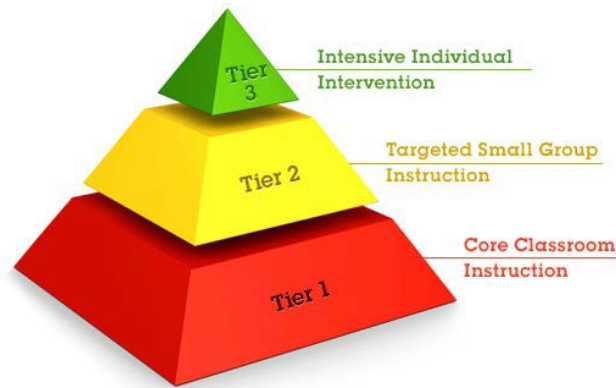 Tier
3
Intensive Individual
Intervention
Tier 2
Targeted Small Group
Instruction
Tier 1
Core Classroom
Instruction